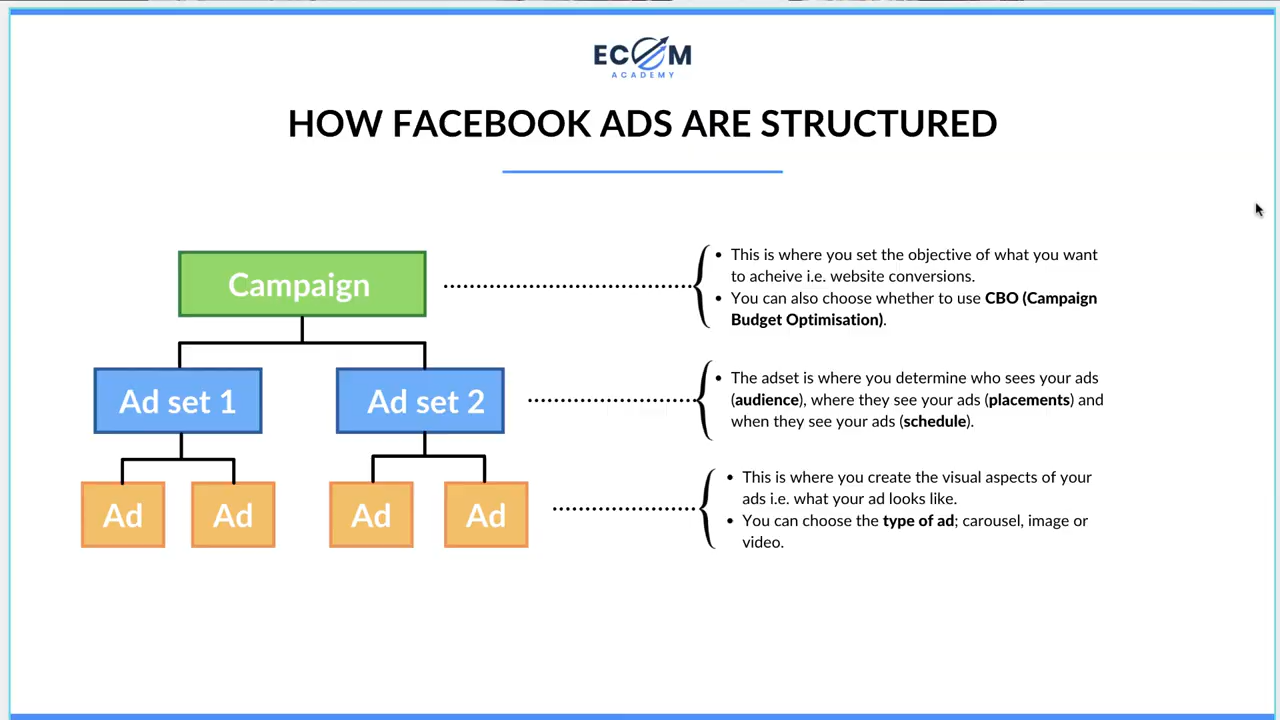 ECOM
ACADEMY
HOW FACEBOOK ADS ARE STRUCTURED
Campaign
• This is where you set the objective of what you want
to acheive i.e. website conversions.
• You can also choose whether to use CBO (Campaign
Budget Optimisation).
Ad set 1
Ad set 2
• The adset is where you determine who sees your ads
(audience), where they see your ads (placements) and
when they see your ads (schedule).
Ad
Ad
Ad
Ad
• This is where you create the visual aspects of your
ads i.e. what your ad looks like.
• You can choose the type of ad; carousel, image or
video.